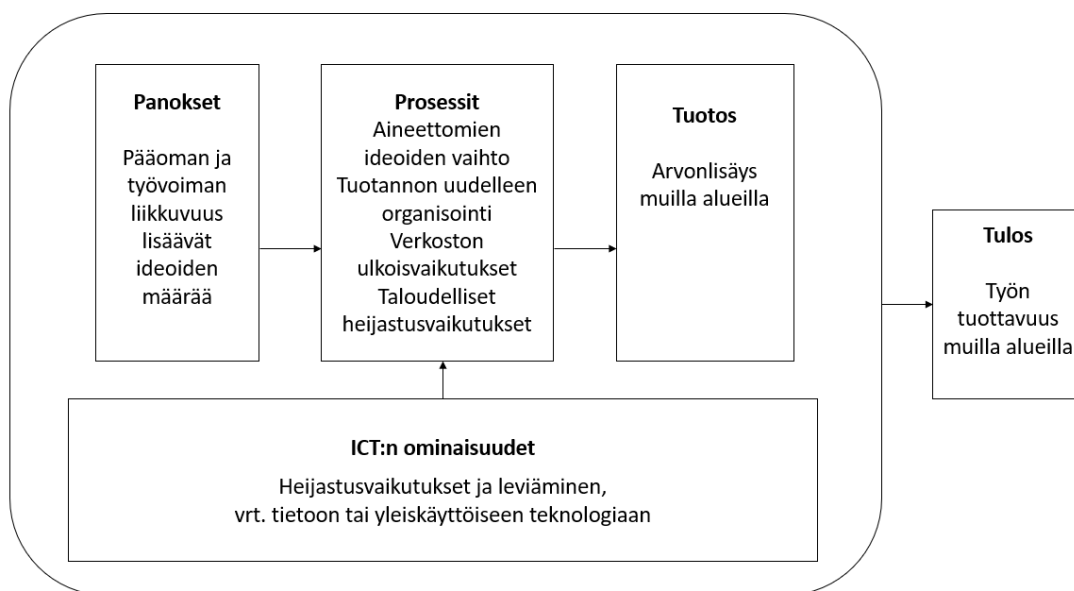 Panokset
Pääoman ja
työvoiman
liikkuvuus
lisäävät
ideoiden
määrää
Prosessit
Aineettomien
ideoiden vaihto
Tuotannon uudelleen
organisointi
Verkoston
ulkoisvaikutukset
Taloudelliset
heijastusvaikutukset
Tuotos
Arvonlisäys
muilla alueilla
Tulos
Työn
tuottavuus
muilla alueilla
ICT:n ominaisuudet
Heijastusvaikutukset ja leviäminen,
vrt. tietoon tai yleiskäyttöiseen teknologiaan